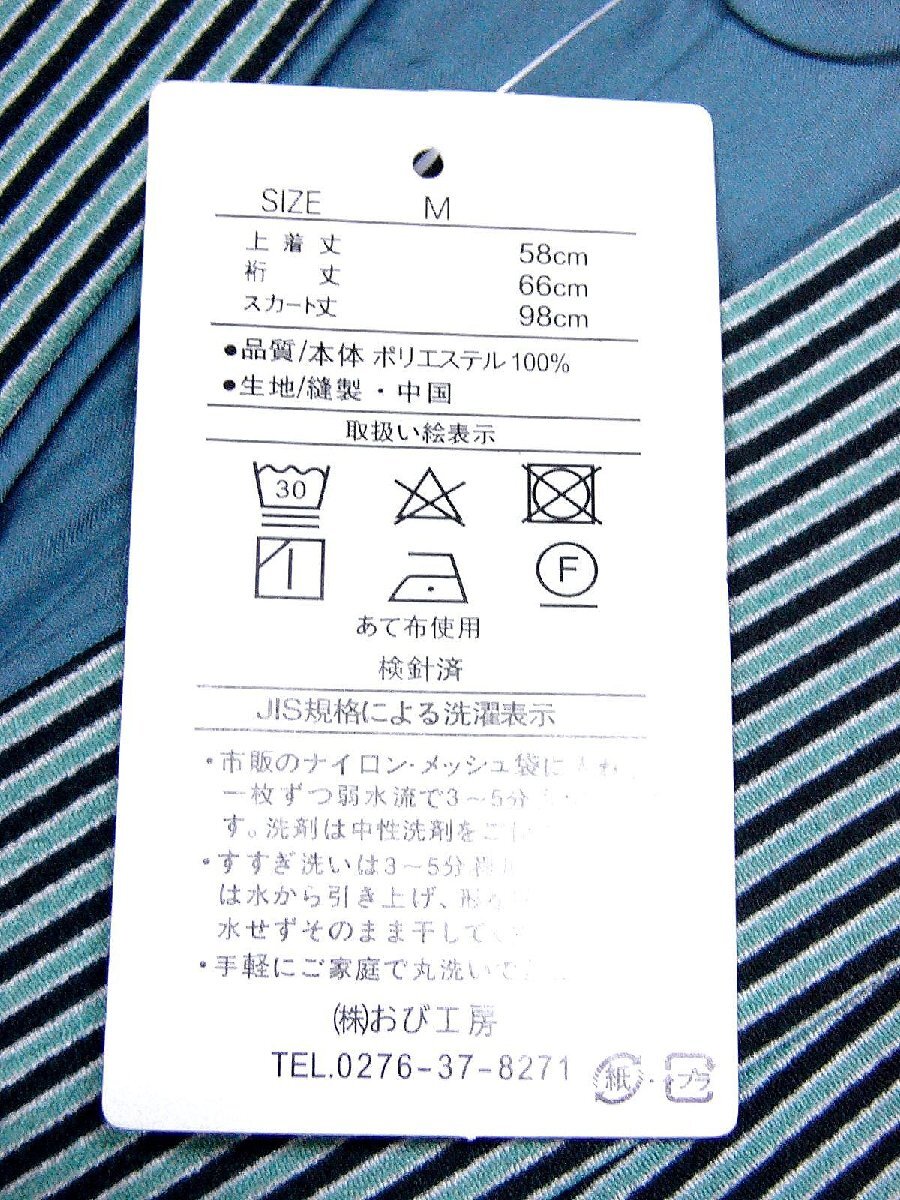 SIZE M
上着丈 58cm
裄丈 66cm
スカート丈 98cm
●品質/本体 ポリエステル100%
●生地/縫製・中国
取扱い絵表示
30
F
あて布使用
検針済
JIS規格による洗濯表示
・市販のナイロン・メッシュ袋に
一枚ずつ弱水流で3～5分
す。洗剤は中性洗剤を
・すすぎ洗いは3～5分
は水から引き上げ、
水せずそのまま干して
・手軽にご家庭で丸洗いで
㈱おび工房
TEL.0276-37-8271
紙・プラ